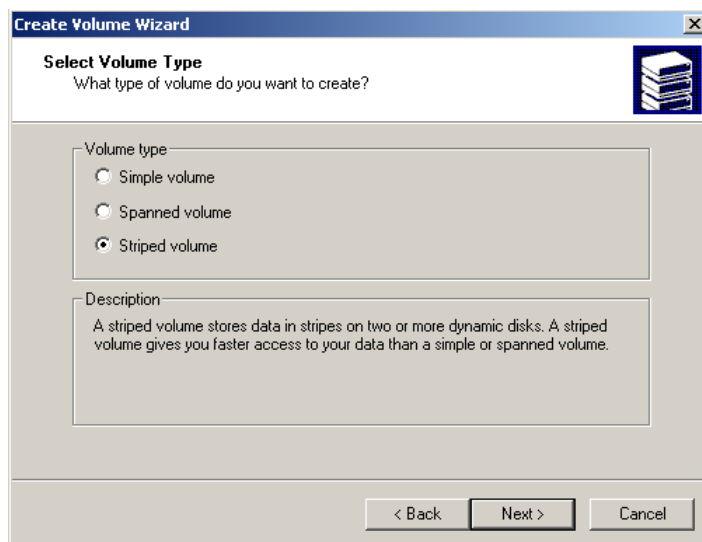 Create Volume Wizard
Select Volume Type
What type of volume do you want to create?
Volume type
Simple volume
Spanned volume
Striped volume
Description
A striped volume stores data in stripes on two or more dynamic disks. A striped
volume gives you faster access to your data than a simple or spanned volume.
< Back Next > Cancel